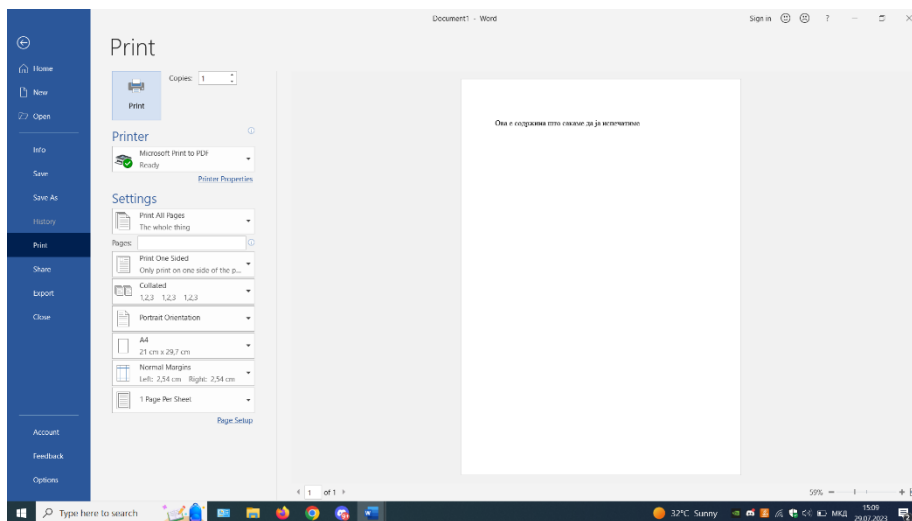 Document1 - Word
Sign in
?
Print
Home
New
Open
Info
Save
Save As
History
Print
Share
Export
Close
Account
Feedback
Options
Copies: 1
Print
Printer
Microsoft Print to PDF
Ready
Printer Properties
Settings
Print All Pages
The whole thing
Pages:
Print One Sided
Only print on one side of the p...
Collated
1,2,3 1,2,3 1,2,3
Portrait Orientation
A4
21 cm x 29,7 cm
Normal Margins
Left: 2,54 cm Right: 2,54 cm
1 Page Per Sheet
Page Setup
Ова е содржина што сакаме да ја испечатиме
1 of 1
59%
Type here to search
32°C Sunny
МКД
15:09
29.07.2023